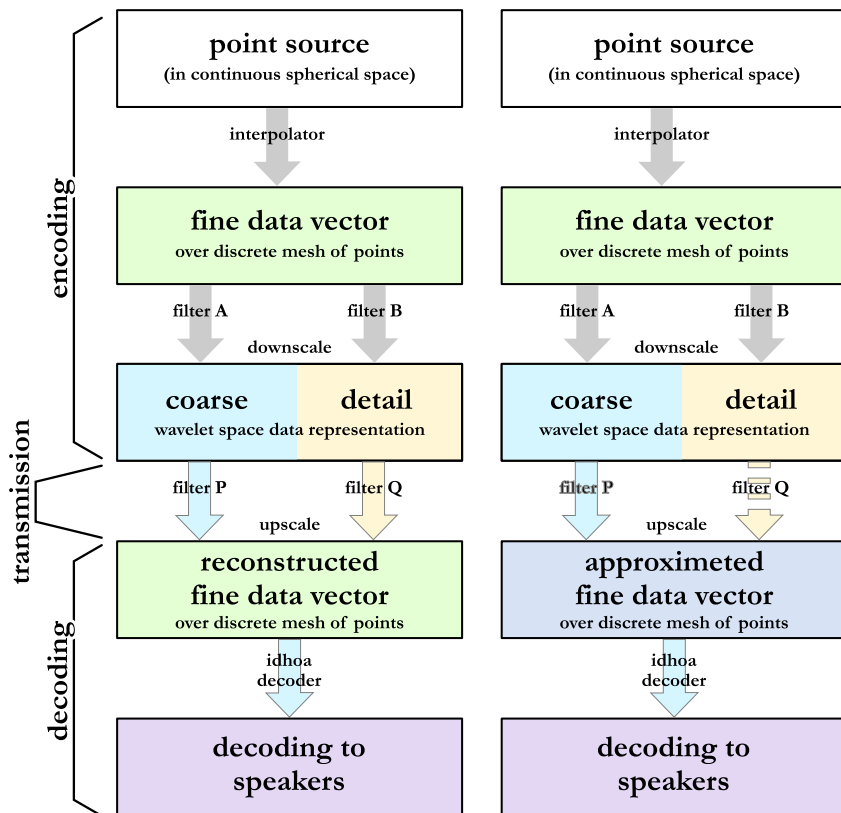 encoding
transmission
decoding
point source
(in continuous spherical space)
interpolator
fine data vector
over discrete mesh of points
filter A
filter B
downscale
coarse
detail
wavelet space data representation
filter P
filter Q
upscale
reconstructed
fine data vector
over discrete mesh of points
idhoa
decoder
decoding to
speakers
point source
(in continuous spherical space)
interpolator
fine data vector
over discrete mesh of points
filter A
filter B
downscale
coarse
detail
wavelet space data representation
filter P
filter Q
upscale
approximeted
fine data vector
over discrete mesh of points
idhoa
decoder
decoding to
speakers